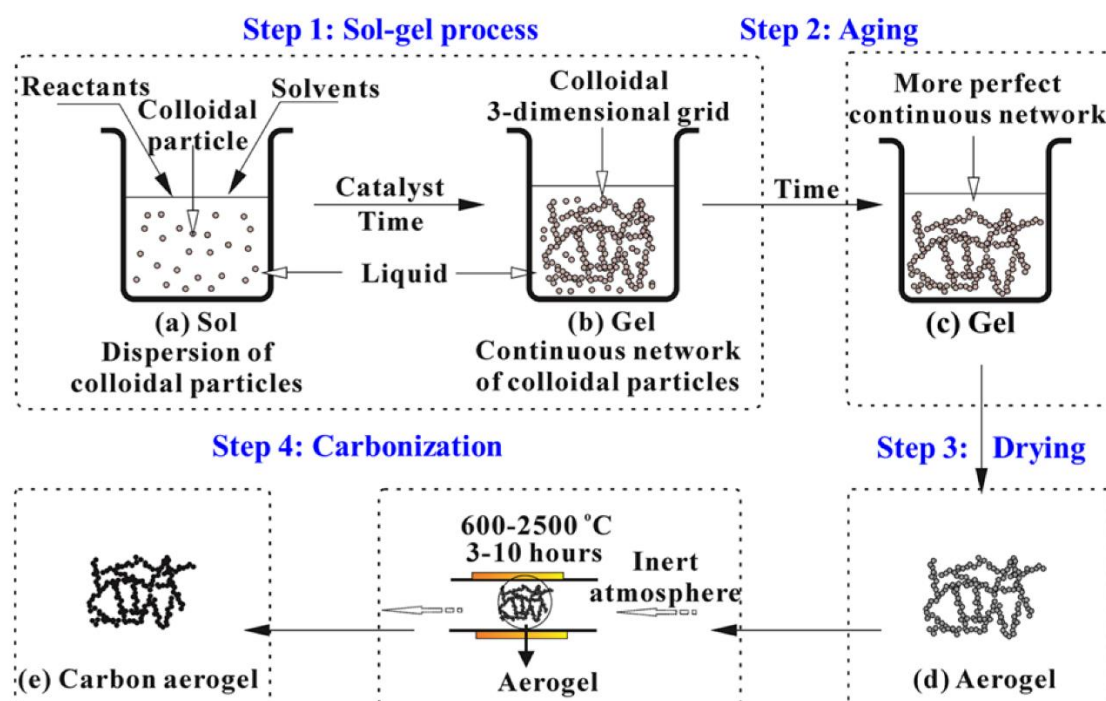 Step 1: Sol-gel process
Step 2: Aging
Reactants
Solvents
Colloidal
particle
Colloidal
3-dimensional grid
More perfect
continuous network
Catalyst
Time
Time
Liquid
(a) Sol
Dispersion of
colloidal particles
(b) Gel
Continuous network
of colloidal particles
(c) Gel
Step 4: Carbonization
Step 3: Drying
600-2500 °C
3-10 hours
Inert
atmosphere
(e) Carbon aerogel
Aerogel
(d) Aerogel